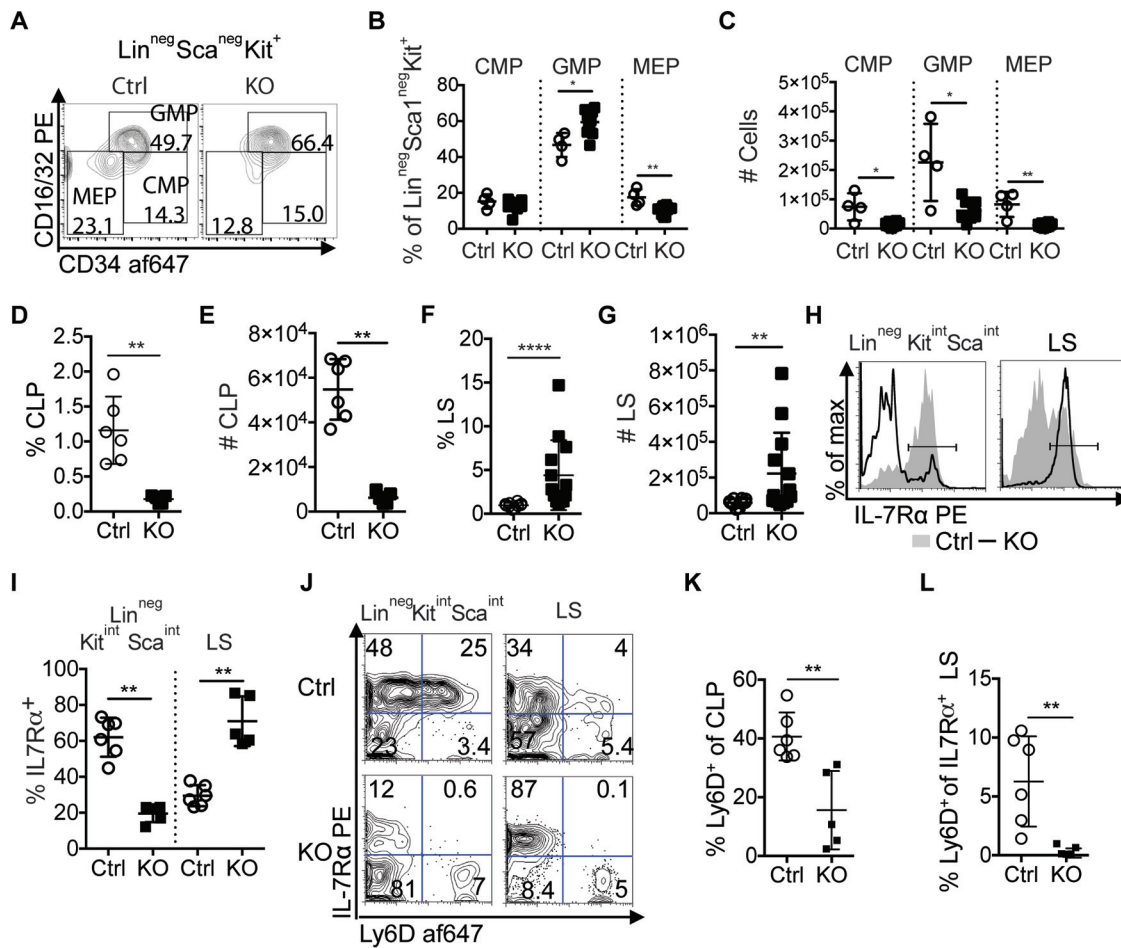 A
Lin^neg Sca^neg Kit^+
Ctrl KO
GMP
49.7 66.4
MEP CMP
23.1 14.3 12.8 15.0
CD16/32 PE
CD34 af647
B
CMP GMP MEP
* **
% of Lin^neg Sca1^neg Kit^+
80
60
40
20
0
Ctrl KO Ctrl KO Ctrl KO
C
CMP GMP MEP
* * **
# Cells
5×10^5
4×10^5
3×10^5
2×10^5
1×10^5
0
Ctrl KO Ctrl KO Ctrl KO
D
**
% CLP
2.5
2.0
1.5
1.0
0.5
0.0
Ctrl KO
E
**
# CLP
8×10^4
6×10^4
4×10^4
2×10^4
0
Ctrl KO
F
****
% LS
20
15
10
5
0
Ctrl KO
G
**
# LS
1×10^6
8×10^5
6×10^5
4×10^5
2×10^5
0
Ctrl KO
H
Lin^neg Kit^int Sca^int LS
% of max
IL-7Rα PE
Ctrl KO
I
Lin^neg
Kit^int Sca^int LS
** **
% IL7Rα^+
100
80
60
40
20
0
Ctrl KO Ctrl KO
J
Lin^neg Kit^int Sca^int LS
Ctrl
48 25 34 4
23 3.4 57 5.4
KO
12 0.6 87 0.1
81 7 8.4 5
IL-7Rα PE
Ly6D af647
K
**
% Ly6D^+ of CLP
60
40
20
0
Ctrl KO
L
**
% Ly6D^+ of IL7Rα^+ LS
15
10
5
0
Ctrl KO